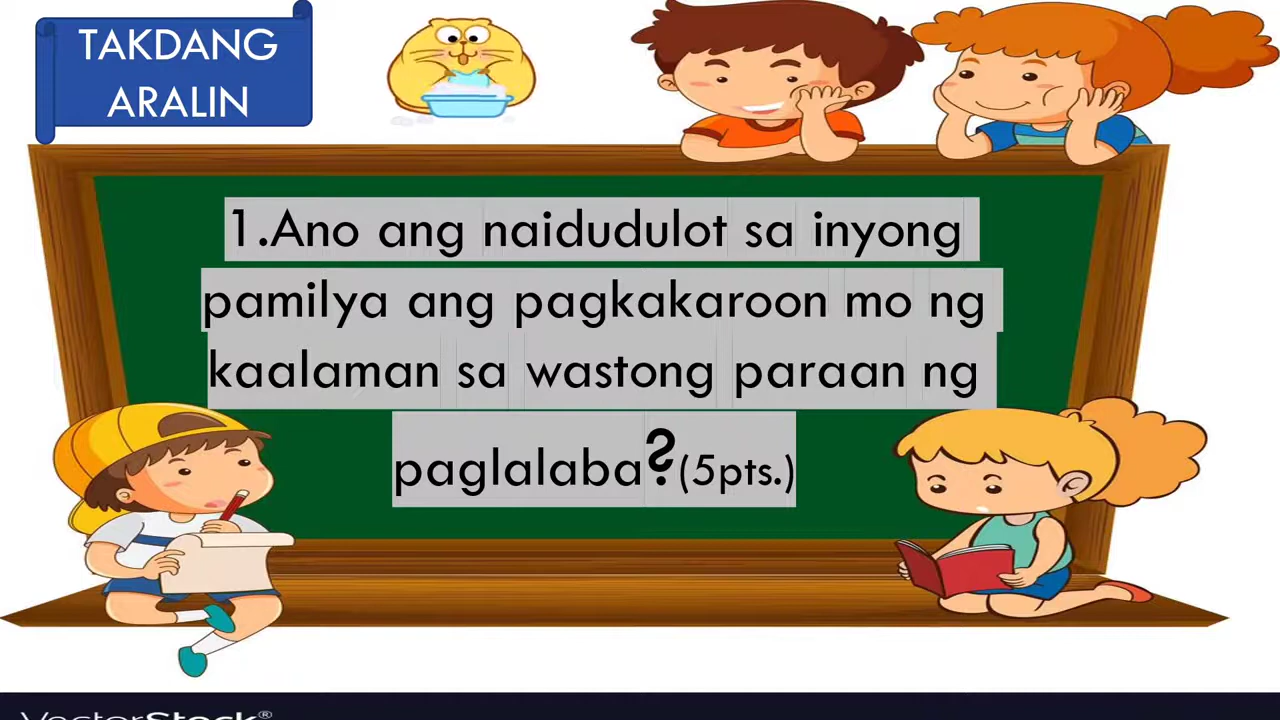 TAKDANG
ARALIN
1.Ano ang naidudulot sa inyong
pamilya ang pagkakaroon mo ng
kaalaman sa wastong paraan ng
paglalaba?(5pts.)
VectorStock®